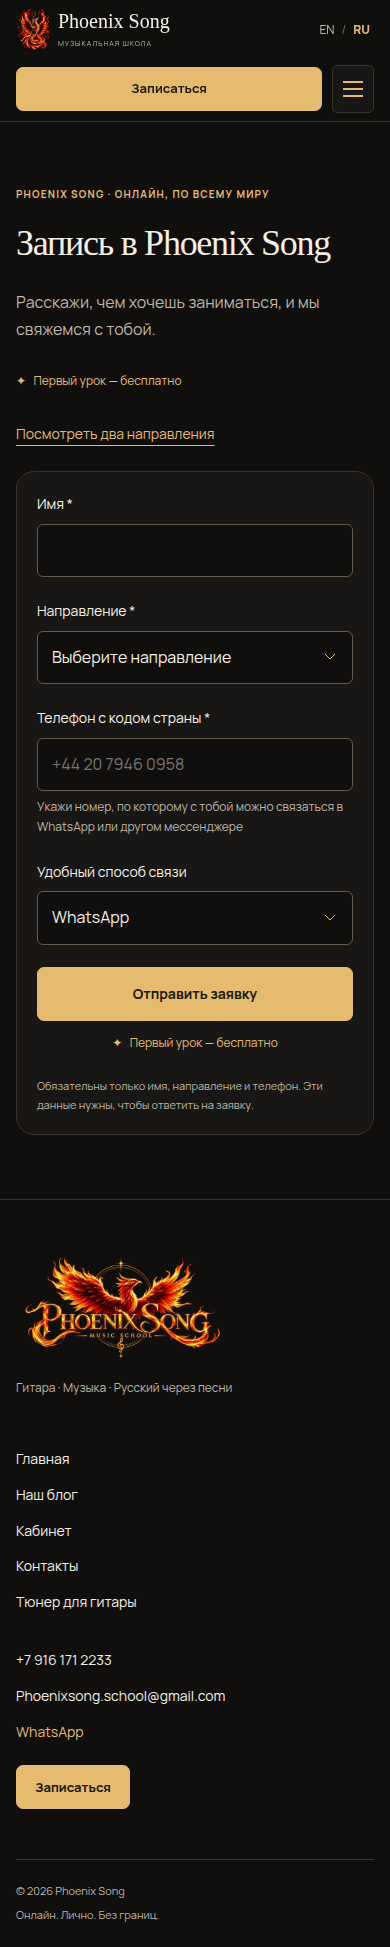 Phoenix Song
МУЗЫКАЛЬНАЯ ШКОЛА
EN / RU
Записаться
PHOENIX SONG · ОНЛАЙН, ПО ВСЕМУ МИРУ
Запись в Phoenix Song
Расскажи, чем хочешь заниматься, и мы
свяжемся с тобой.
✦ Первый урок — бесплатно
Посмотреть два направления
Имя *
Направление *
Выберите направление
Телефон с кодом страны *
+44 20 7946 0958
Укажи номер, по которому с тобой можно связаться в
WhatsApp или другом мессенджере
Удобный способ связи
WhatsApp
Отправить заявку
✦ Первый урок — бесплатно
Обязательны только имя, направление и телефон. Эти
данные нужны, чтобы ответить на заявку.
PHOENIX SONG
MUSIC SCHOOL
Гитара · Музыка · Русский через песни
Главная
Наш блог
Кабинет
Контакты
Тюнер для гитары
+7 916 171 2233
Phoenixsong.school@gmail.com
WhatsApp
Записаться
© 2026 Phoenix Song
Онлайн. Лично. Без границ.